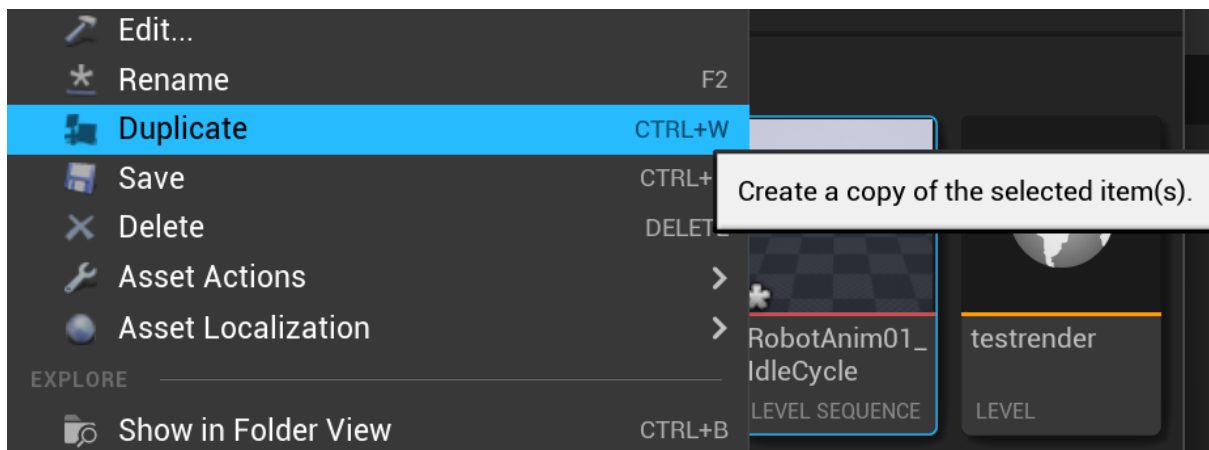 Edit...
Rename F2
Duplicate CTRL+W
Save CTRL+
Create a copy of the selected item(s).
Delete DELETE
Asset Actions
Asset Localization
RobotAnim01_
IdleCycle
LEVEL SEQUENCE
testrender
LEVEL
EXPLORE
Show in Folder View CTRL+B